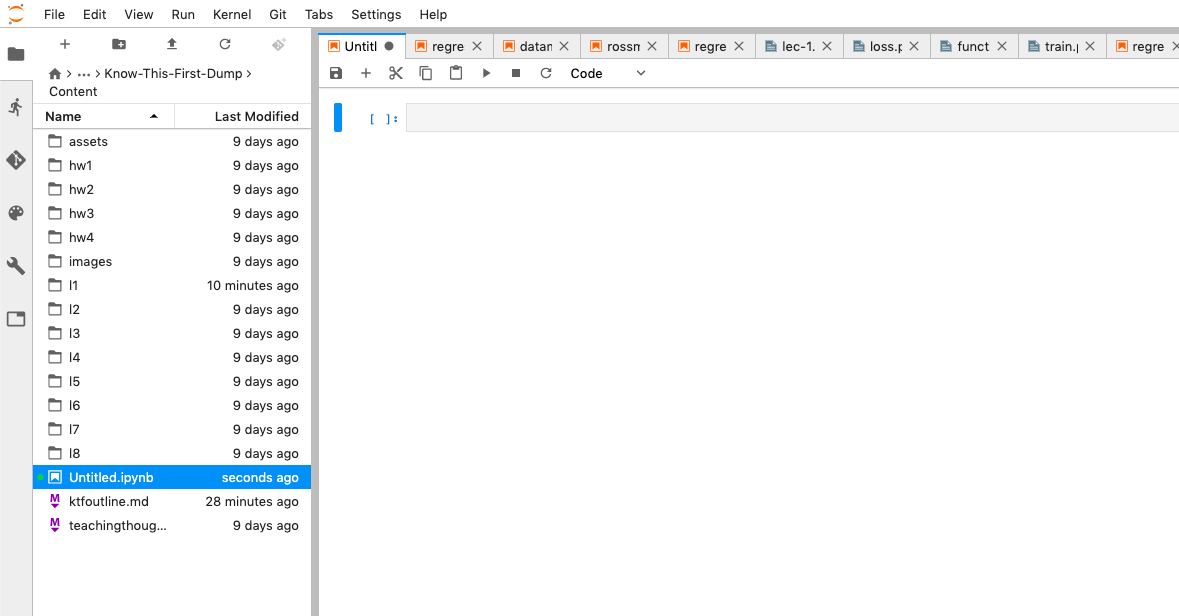 File Edit View Run Kernel Git Tabs Settings Help
Untitl regre datan rossm regre lec-1. loss.p funct train.p regre
Code
… Know-This-First-Dump
Content
Name Last Modified
assets 9 days ago
hw1 9 days ago
hw2 9 days ago
hw3 9 days ago
hw4 9 days ago
images 9 days ago
l1 10 minutes ago
l2 9 days ago
l3 9 days ago
l4 9 days ago
l5 9 days ago
l6 9 days ago
l7 9 days ago
l8 9 days ago
Untitled.ipynb seconds ago
M ktfoutline.md 28 minutes ago
M teachingthoug... 9 days ago
[ ]: